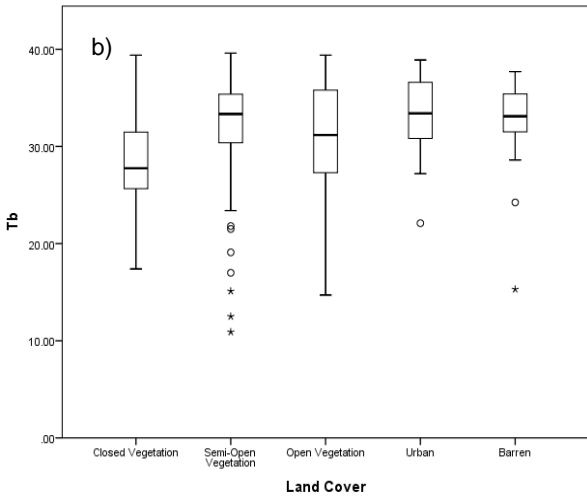 b)
40.00
30.00
20.00
10.00
.00
Tb
Closed Vegetation
Semi-Open
Vegetation
Open Vegetation
Urban
Barren
Land Cover